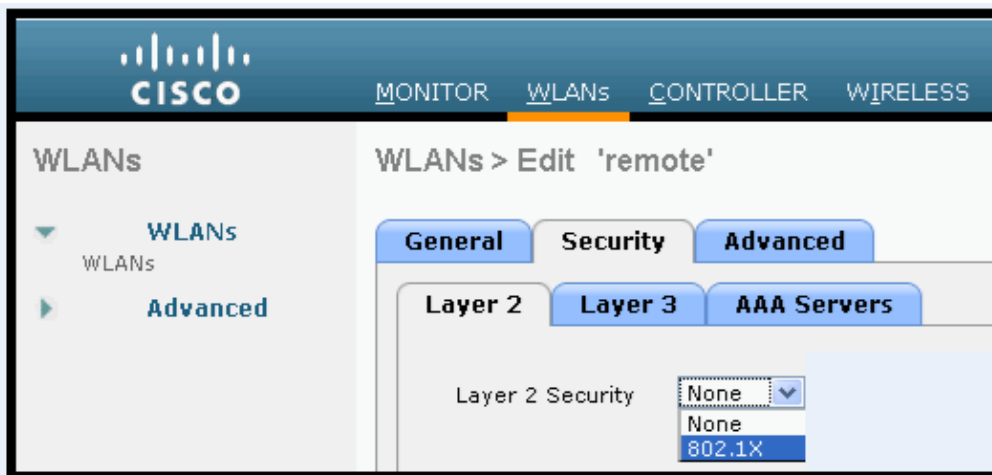 CISCO
MONITOR WLANs CONTROLLER WIRELESS
WLANs
WLANs > Edit 'remote'
WLANs
WLANs
Advanced
General Security Advanced
Layer 2 Layer 3 AAA Servers
Layer 2 Security None
None
802.1X